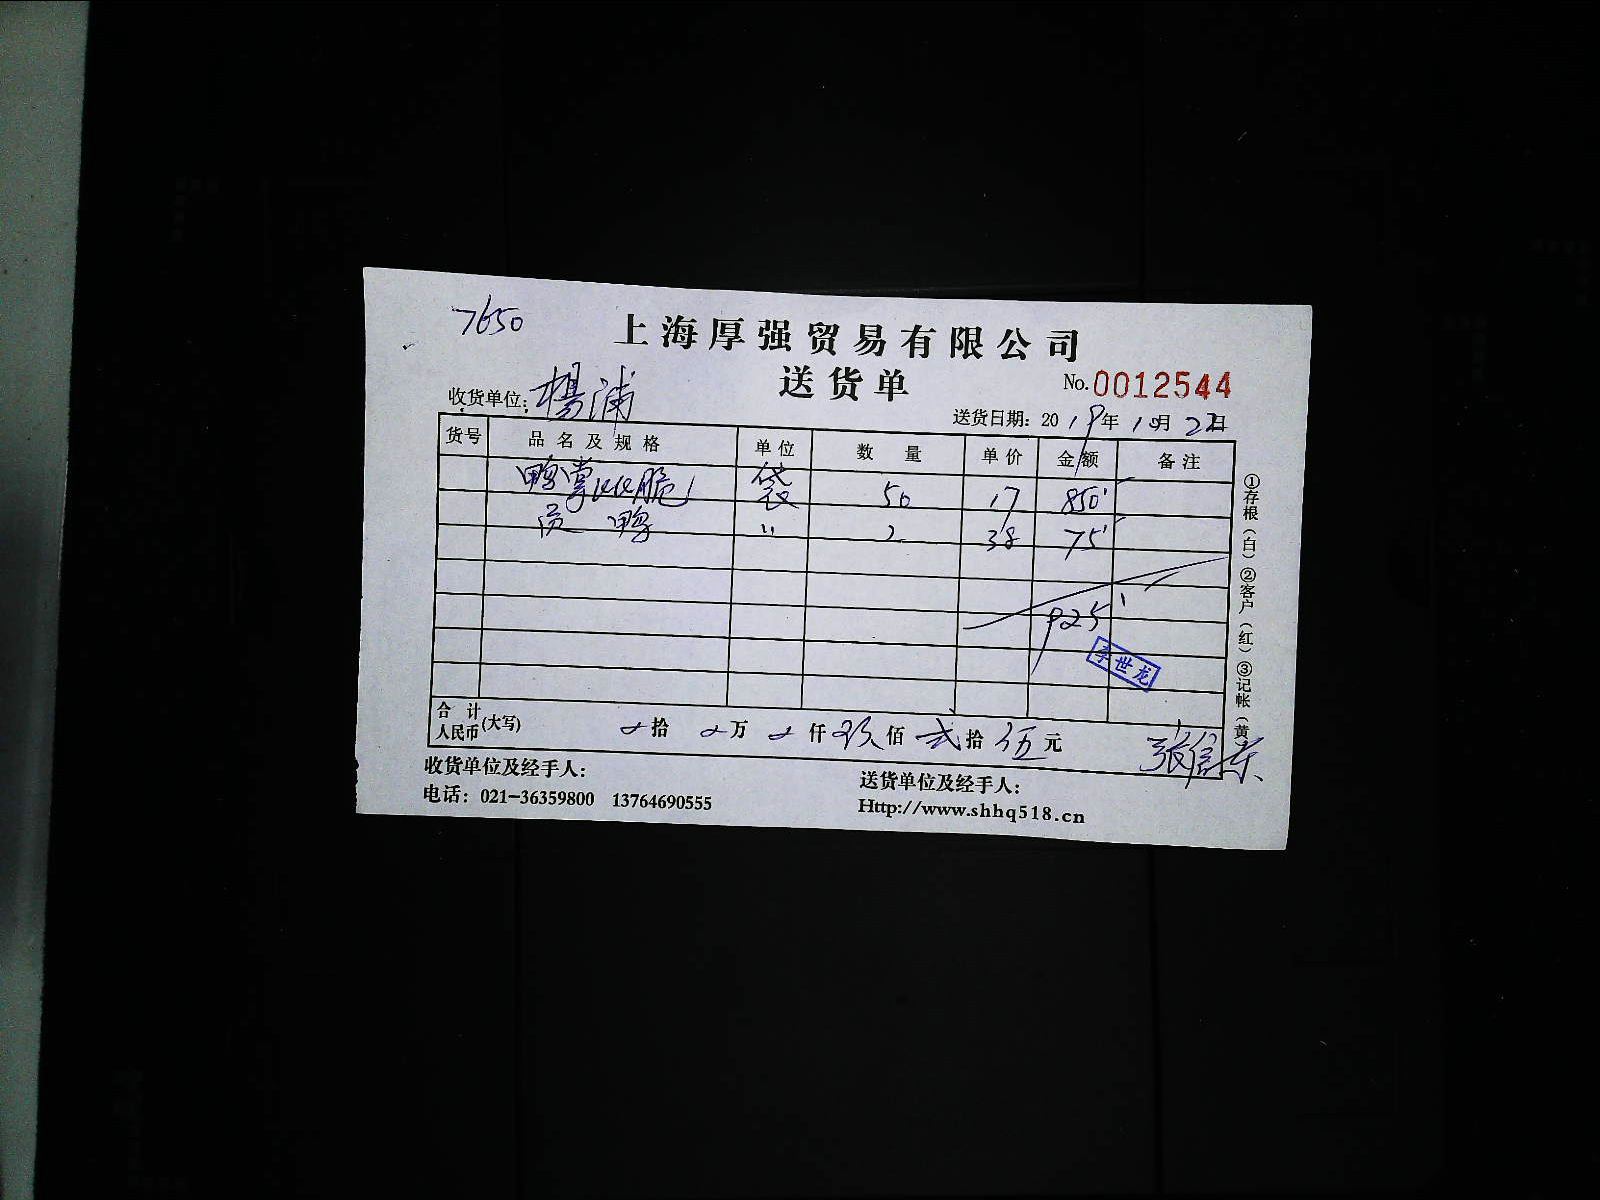 7650
上海厚强贸易有限公司
送货单
No.0012544
收货单位：楊浦
送货日期：2019年10月22日
货号 品名及规格 单位 数量 单价 金额 备注
鸭掌 脆 袋 50 17 850
鸭 〃 2 38 75
925
李世龙
合计人民币(大写) 拾 万 仟 玖 佰 贰 拾 伍 元
收货单位及经手人：
送货单位及经手人：张信东
电话：021-36359800 13764690555
Http://www.shhq518.cn
①存根(白)②客户(红)③记帐(黄